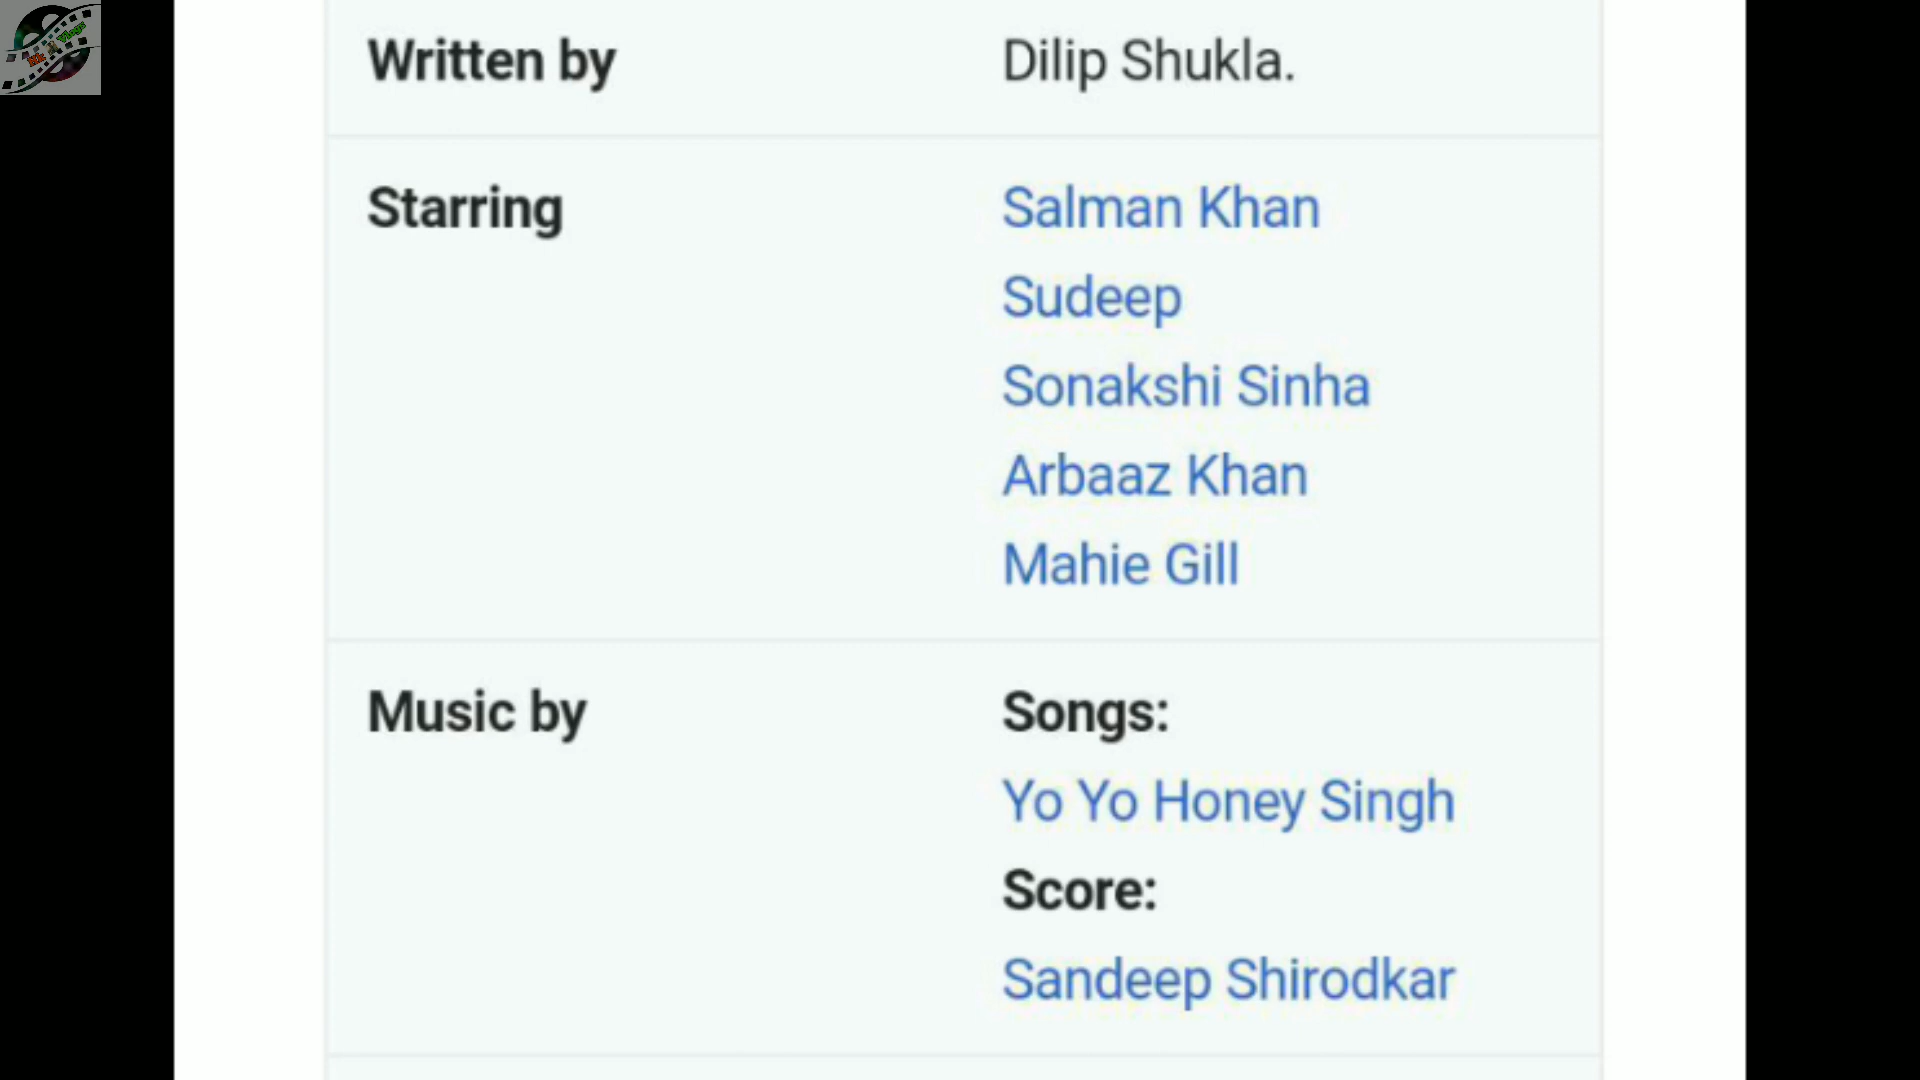 Written by Dilip Shukla.
Starring Salman Khan
Sudeep
Sonakshi Sinha
Arbaaz Khan
Mahie Gill
Music by Songs:
Yo Yo Honey Singh
Score:
Sandeep Shirodkar